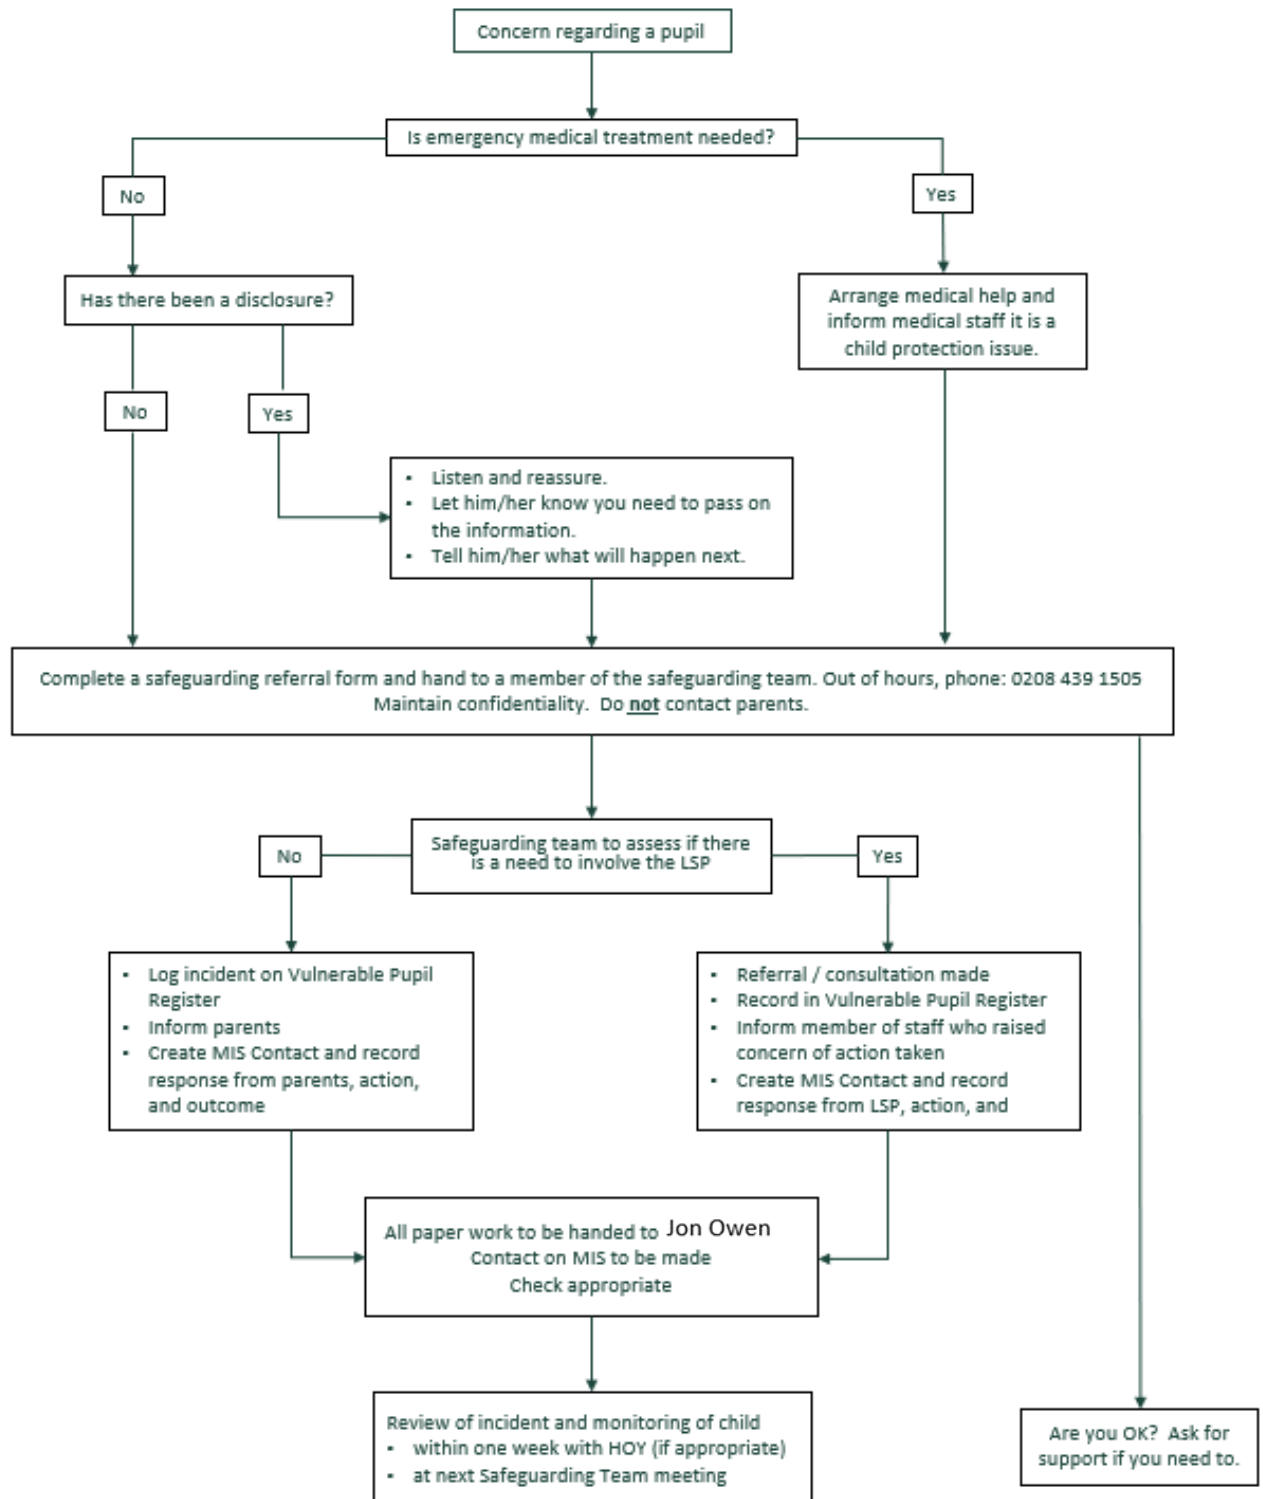 Concern regarding a pupil
Is emergency medical treatment needed?
No
Yes
Has there been a disclosure?
Arrange medical help and
inform medical staff it is a
child protection issue.
No
Yes
▪ Listen and reassure.
▪ Let him/her know you need to pass on
the information.
▪ Tell him/her what will happen next.
Complete a safeguarding referral form and hand to a member of the safeguarding team. Out of hours, phone: 0208 439 1505
Maintain confidentiality. Do not contact parents.
Safeguarding team to assess if there
is a need to involve the LSP
No
Yes
▪ Log incident on Vulnerable Pupil
Register
▪ Inform parents
▪ Create MIS Contact and record
response from parents, action,
and outcome
▪ Referral / consultation made
▪ Record in Vulnerable Pupil Register
▪ Inform member of staff who raised
concern of action taken
▪ Create MIS Contact and record
response from LSP, action, and
All paper work to be handed to Jon Owen
Contact on MIS to be made
Check appropriate
Review of incident and monitoring of child
▪ within one week with HOY (if appropriate)
▪ at next Safeguarding Team meeting
Are you OK? Ask for
support if you need to.